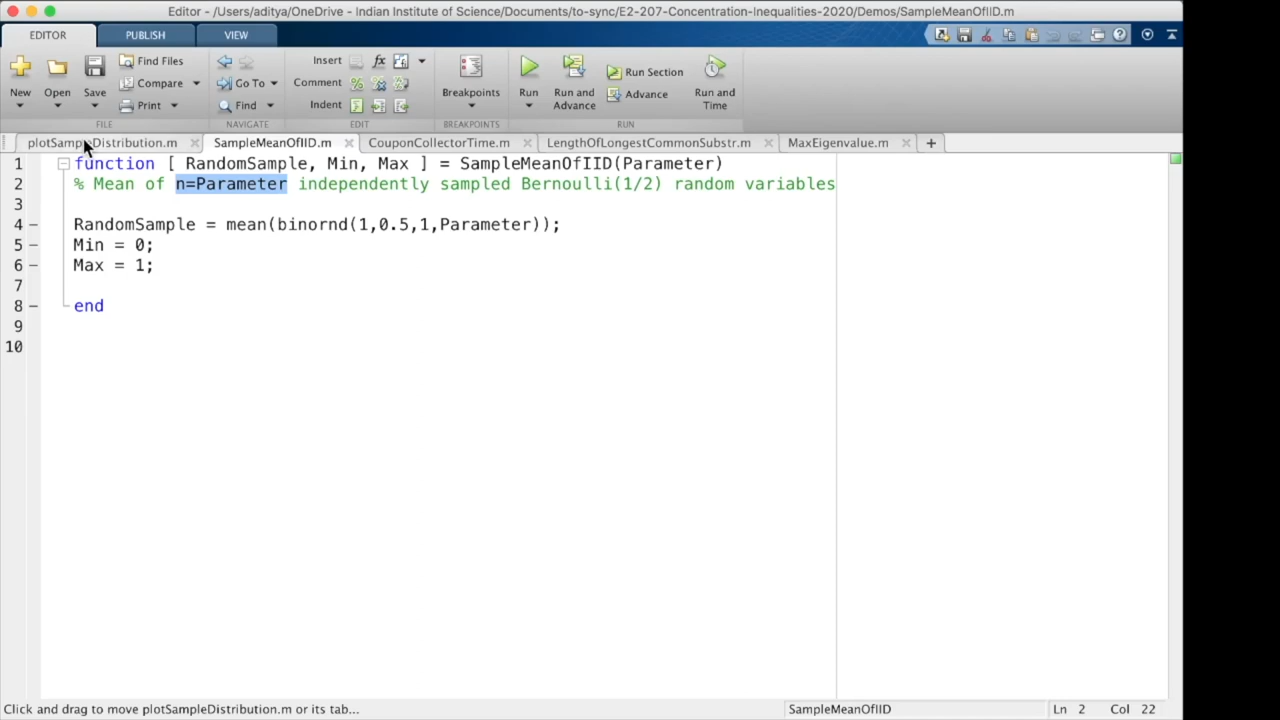 Editor - /Users/aditya/OneDrive - Indian Institute of Science/Documents/to-sync/E2-207-Concentration-Inequalities-2020/Demos/SampleMeanOfIID.m
EDITOR PUBLISH VIEW
New Open Save Find Files Compare Print
Go To Find
Insert fx
Comment
Indent
Breakpoints
Run Run and Advance Run Section Advance Run and Time
FILE NAVIGATE EDIT BREAKPOINTS RUN
plotSampleDistribution.m SampleMeanOfIID.m CouponCollectorTime.m LengthOfLongestCommonSubstr.m MaxEigenvalue.m
1 function [ RandomSample, Min, Max ] = SampleMeanOfIID(Parameter)
2 % Mean of n=Parameter independently sampled Bernoulli(1/2) random variables
3
4 – RandomSample = mean(binornd(1,0.5,1,Parameter));
5 – Min = 0;
6 – Max = 1;
7
8 – end
9
10
Click and drag to move plotSampleDistribution.m or its tab... SampleMeanOfIID Ln 2 Col 22